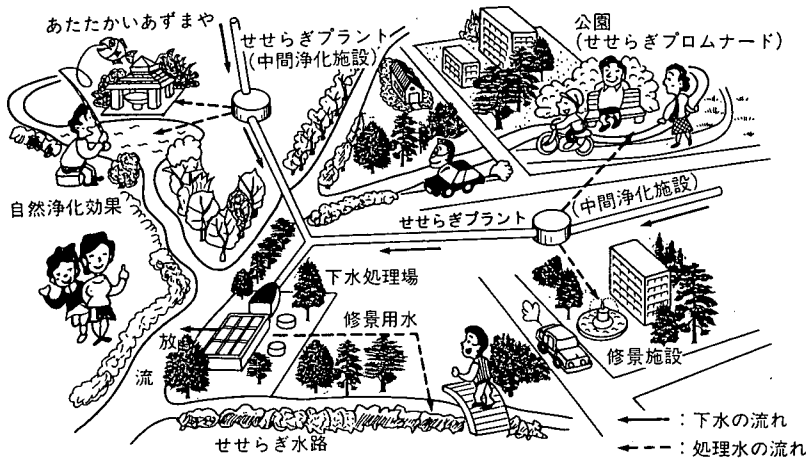 あたたかいあずまや
せせらぎプラント
(中間浄化施設)
公園
(せせらぎプロムナード)
自然浄化効果
せせらぎプラント
(中間浄化施設)
下水処理場
修景用水
放
流
修景施設
せせらぎ水路
:下水の流れ
:処理水の流れ